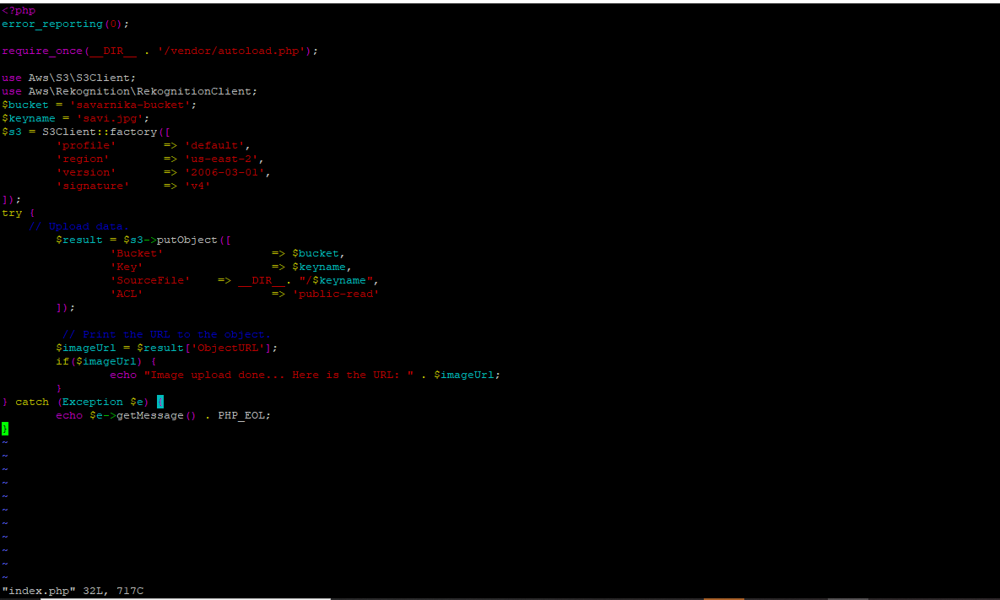 <?php
error_reporting(0);
require_once(__DIR__ . '/vendor/autoload.php');
use Aws\S3\S3Client;
use Aws\Rekognition\RekognitionClient;
$bucket = 'savarnika-bucket';
$keyname = 'savi.jpg';
$s3 = S3Client::factory([
        'profile'       => 'default',
        'region'        => 'us-east-2',
        'version'       => '2006-03-01',
        'signature'     => 'v4'
]);
try {
    // Upload data.
        $result = $s3->putObject([
                'Bucket'                => $bucket,
                'Key'                   => $keyname,
                'SourceFile'    => __DIR__. "/$keyname",
                'ACL'                   => 'public-read'
        ]);
         // Print the URL to the object.
        $imageUrl = $result['ObjectURL'];
        if($imageUrl) {
                echo "Image upload done... Here is the URL: " . $imageUrl;
        }
} catch (Exception $e) {
        echo $e->getMessage() . PHP_EOL;
}
~
~
~
~
~
~
~
~
~
~
~
"index.php" 32L, 717C